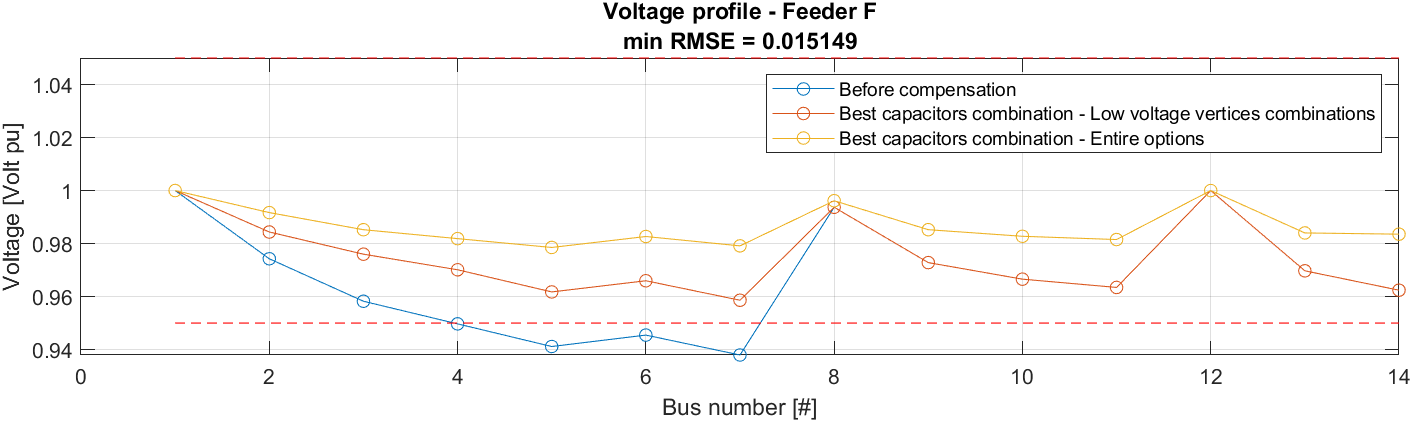 Voltage profile - Feeder F
min RMSE = 0.015149
Voltage [Volt pu]
1.04
1.02
1
0.98
0.96
0.94
Before compensation
Best capacitors combination - Low voltage vertices combinations
Best capacitors combination - Entire options
0 2 4 6 8 10 12 14
Bus number [#]